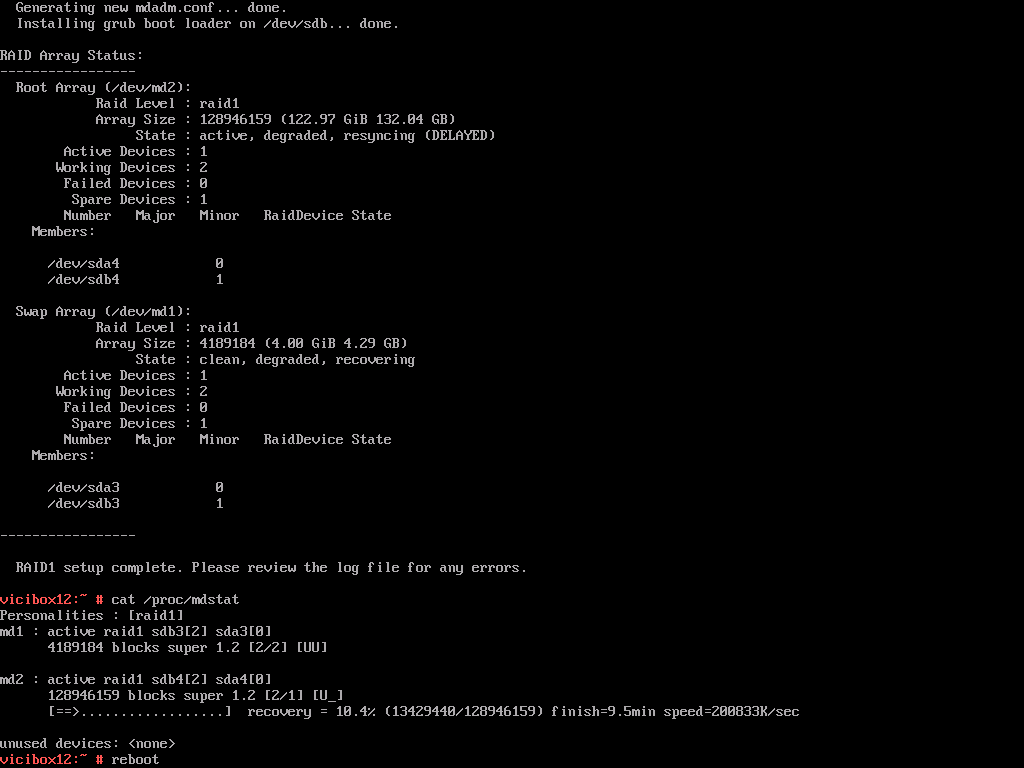 Generating new mdadm.conf... done.
Installing grub boot loader on /dev/sdb... done.
RAID Array Status:
-----------------
Root Array (/dev/md2):
Raid Level : raid1
Array Size : 128946159 (122.97 GiB 132.04 GB)
State : active, degraded, resyncing (DELAYED)
Active Devices : 1
Working Devices : 2
Failed Devices : 0
Spare Devices : 1
Number Major Minor RaidDevice State
Members:
/dev/sda4 0
/dev/sdb4 1
Swap Array (/dev/md1):
Raid Level : raid1
Array Size : 4189184 (4.00 GiB 4.29 GB)
State : clean, degraded, recovering
Active Devices : 1
Working Devices : 2
Failed Devices : 0
Spare Devices : 1
Number Major Minor RaidDevice State
Members:
/dev/sda3 0
/dev/sdb3 1
-----------------
RAID1 setup complete. Please review the log file for any errors.
vicibox12:~ # cat /proc/mdstat
Personalities : [raid1]
md1 : active raid1 sdb3[2] sda3[0]
4189184 blocks super 1.2 [2/2] [UU]
md2 : active raid1 sdb4[2] sda4[0]
128946159 blocks super 1.2 [2/1] [U_]
[==>..................] recovery = 10.4% (13429440/128946159) finish=9.5min speed=200833K/sec
unused devices: <none>
vicibox12:~ # reboot